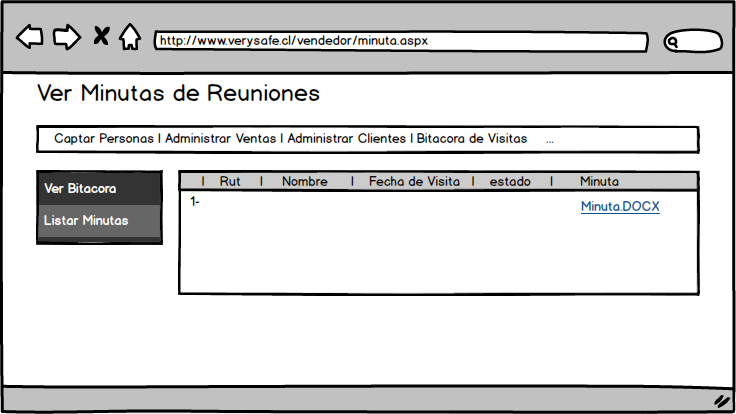 http://www.verysafe.cl/vendedor/minuta.aspx
Ver Minutas de Reuniones
Captar Personas | Administrar Ventas | Administrar Clientes | Bitacora de Visitas ...
Ver Bitacora
Listar Minutas
| Rut | Nombre | Fecha de Visita | estado | Minuta
1-
Minuta.DOCX